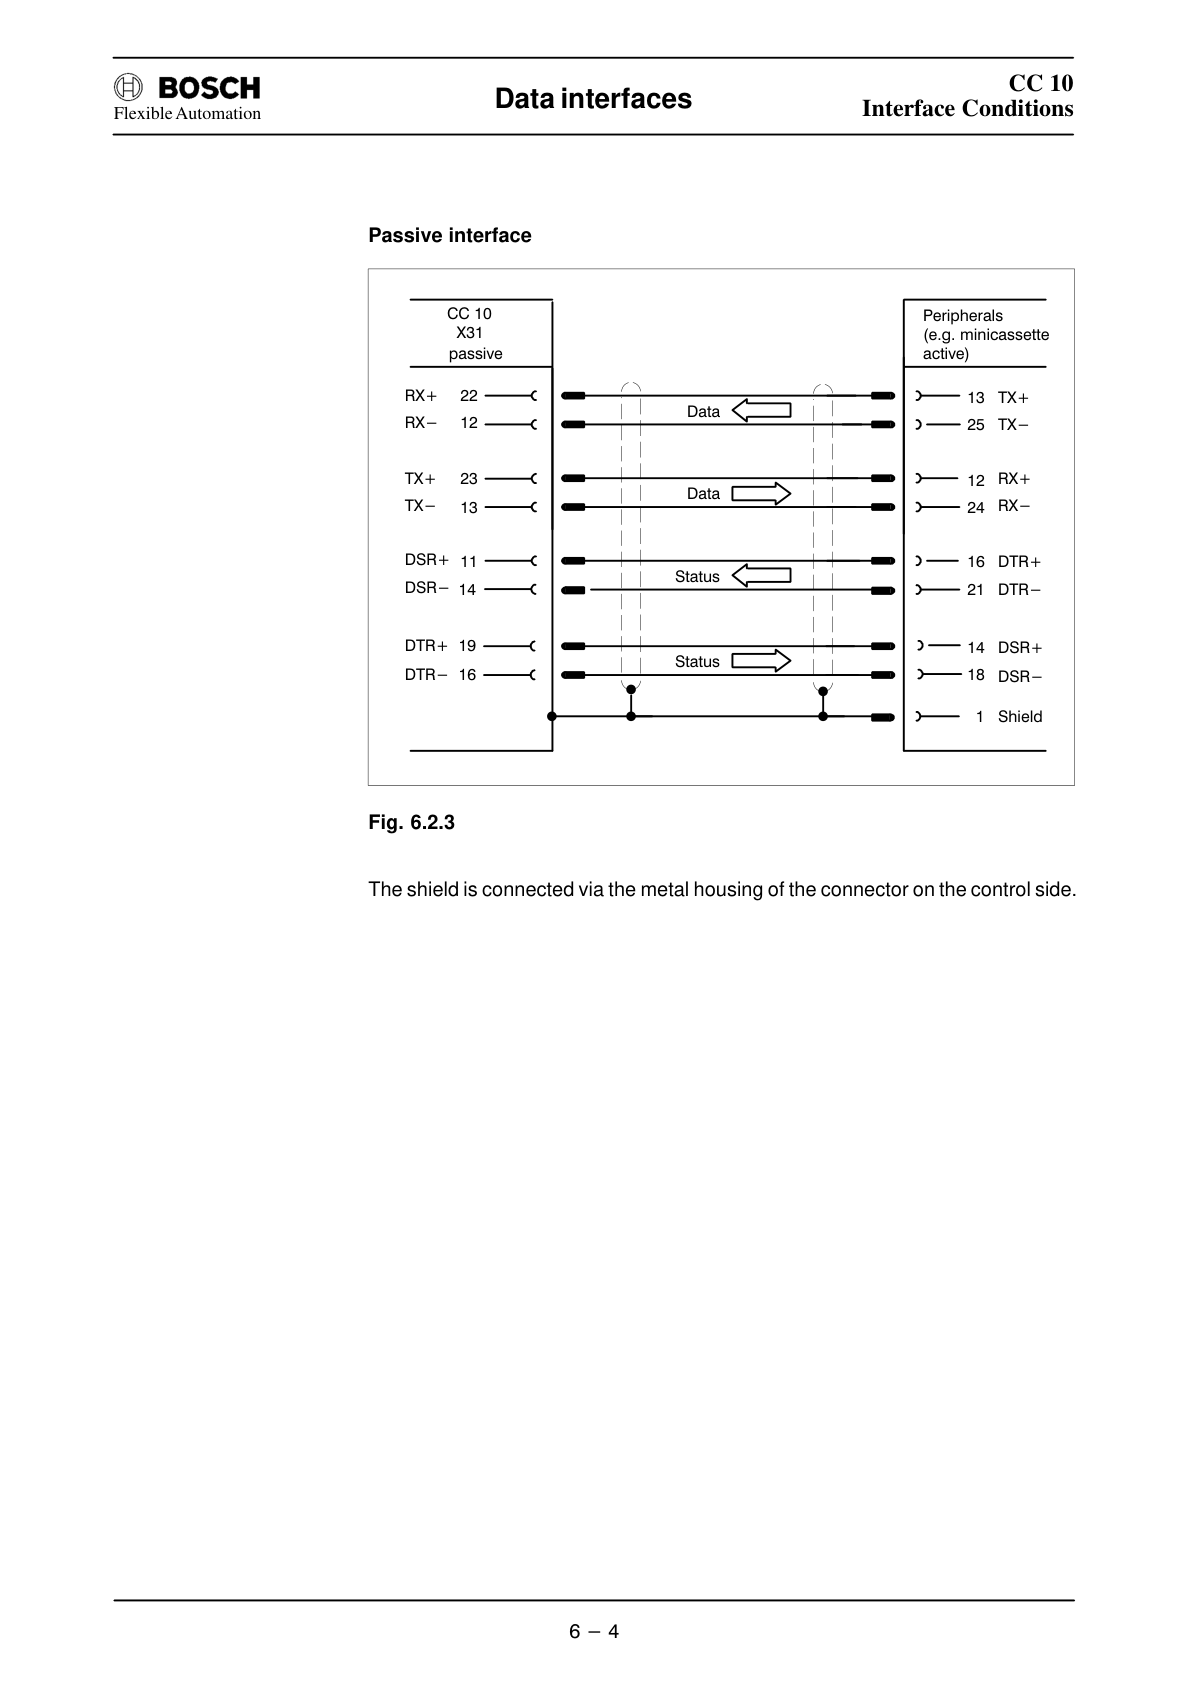 BOSCH
Flexible Automation
Data interfaces
CC 10
Interface Conditions
Passive interface
CC 10
X31
passive
Peripherals
(e.g. minicassette
active)
RX+ 22
13 TX+
Data
RX− 12
25 TX−
TX+ 23
12 RX+
Data
TX− 13
24 RX−
DSR+ 11
16 DTR+
Status
DSR− 14
21 DTR−
DTR+ 19
14 DSR+
Status
DTR− 16
18 DSR−
1 Shield
Fig. 6.2.3
The shield is connected via the metal housing of the connector on the control side.
6 − 4